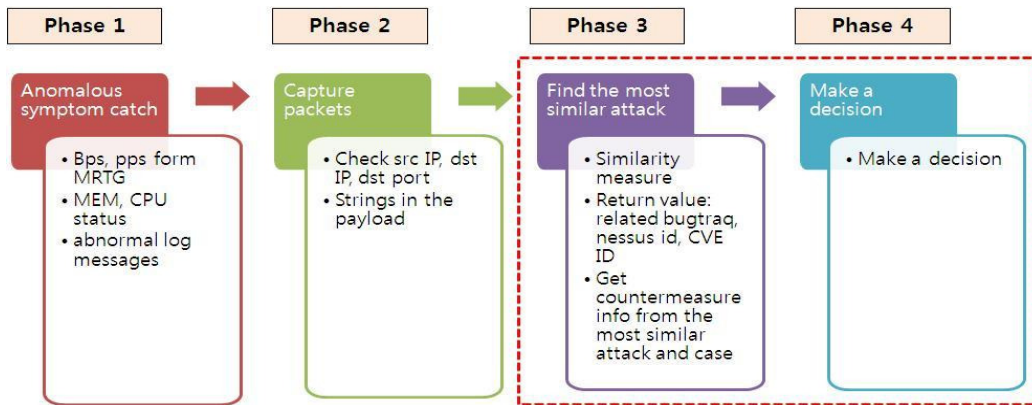 Phase 1
Phase 2
Phase 3
Phase 4
Anomalous
symptom catch
• Bps, pps form
MRTG
• MEM, CPU
status
• abnormal log
messages
Capture
packets
• Check src IP, dst
IP, dst port
• Strings in the
payload
Find the most
similar attack
• Similarity
measure
• Return value:
related bugtraq,
nessus id, CVE
ID
• Get
countermeasure
info from the
most similar
attack and case
Make a
decision
• Make a decision